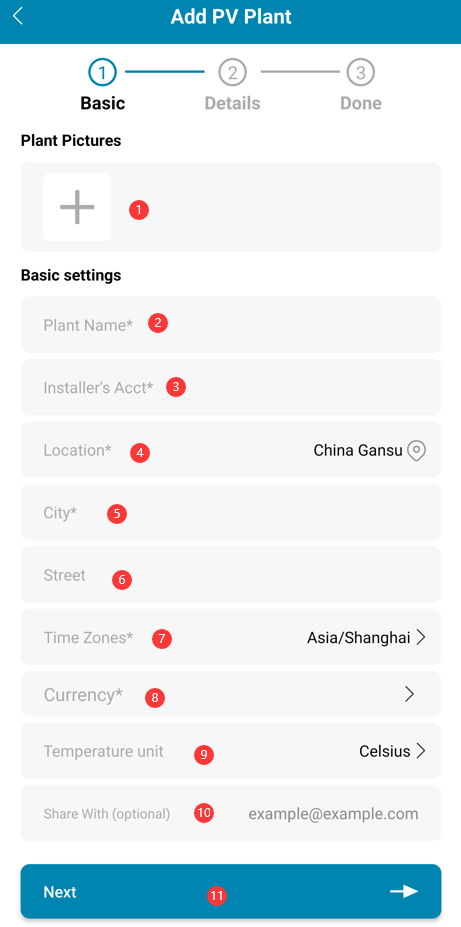 Add PV Plant
1 2 3
Basic Details Done
Plant Pictures
1
Basic settings
Plant Name* 2
Installer's Acct* 3
Location* 4 China Gansu
City* 5
Street 6
Time Zones* 7 Asia/Shanghai
Currency* 8
Temperature unit 9 Celsius
Share With (optional) 10 example@example.com
Next 11